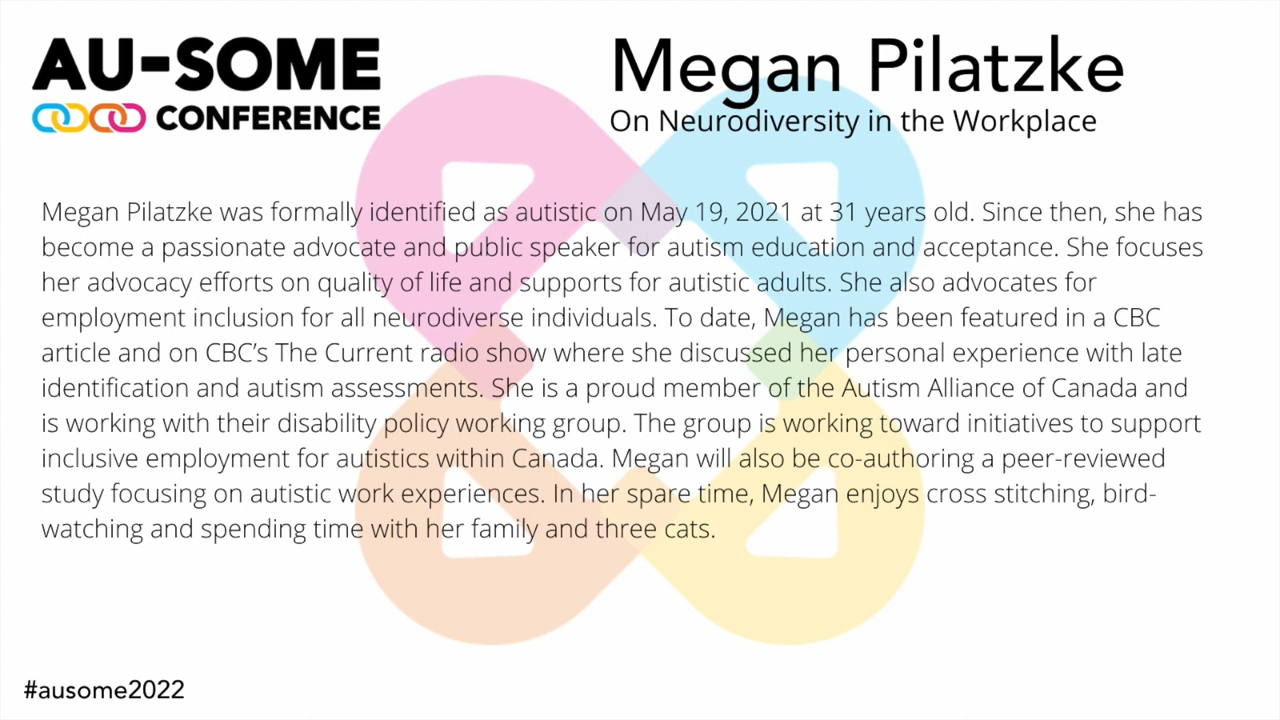 AU-SOME
CONFERENCE
Megan Pilatzke
On Neurodiversity in the Workplace
Megan Pilatzke was formally identified as autistic on May 19, 2021 at 31 years old. Since then, she has
become a passionate advocate and public speaker for autism education and acceptance. She focuses
her advocacy efforts on quality of life and supports for autistic adults. She also advocates for
employment inclusion for all neurodiverse individuals. To date, Megan has been featured in a CBC
article and on CBC’s The Current radio show where she discussed her personal experience with late
identification and autism assessments. She is a proud member of the Autism Alliance of Canada and
is working with their disability policy working group. The group is working toward initiatives to support
inclusive employment for autistics within Canada. Megan will also be co-authoring a peer-reviewed
study focusing on autistic work experiences. In her spare time, Megan enjoys cross stitching, bird-
watching and spending time with her family and three cats.
#ausome2022